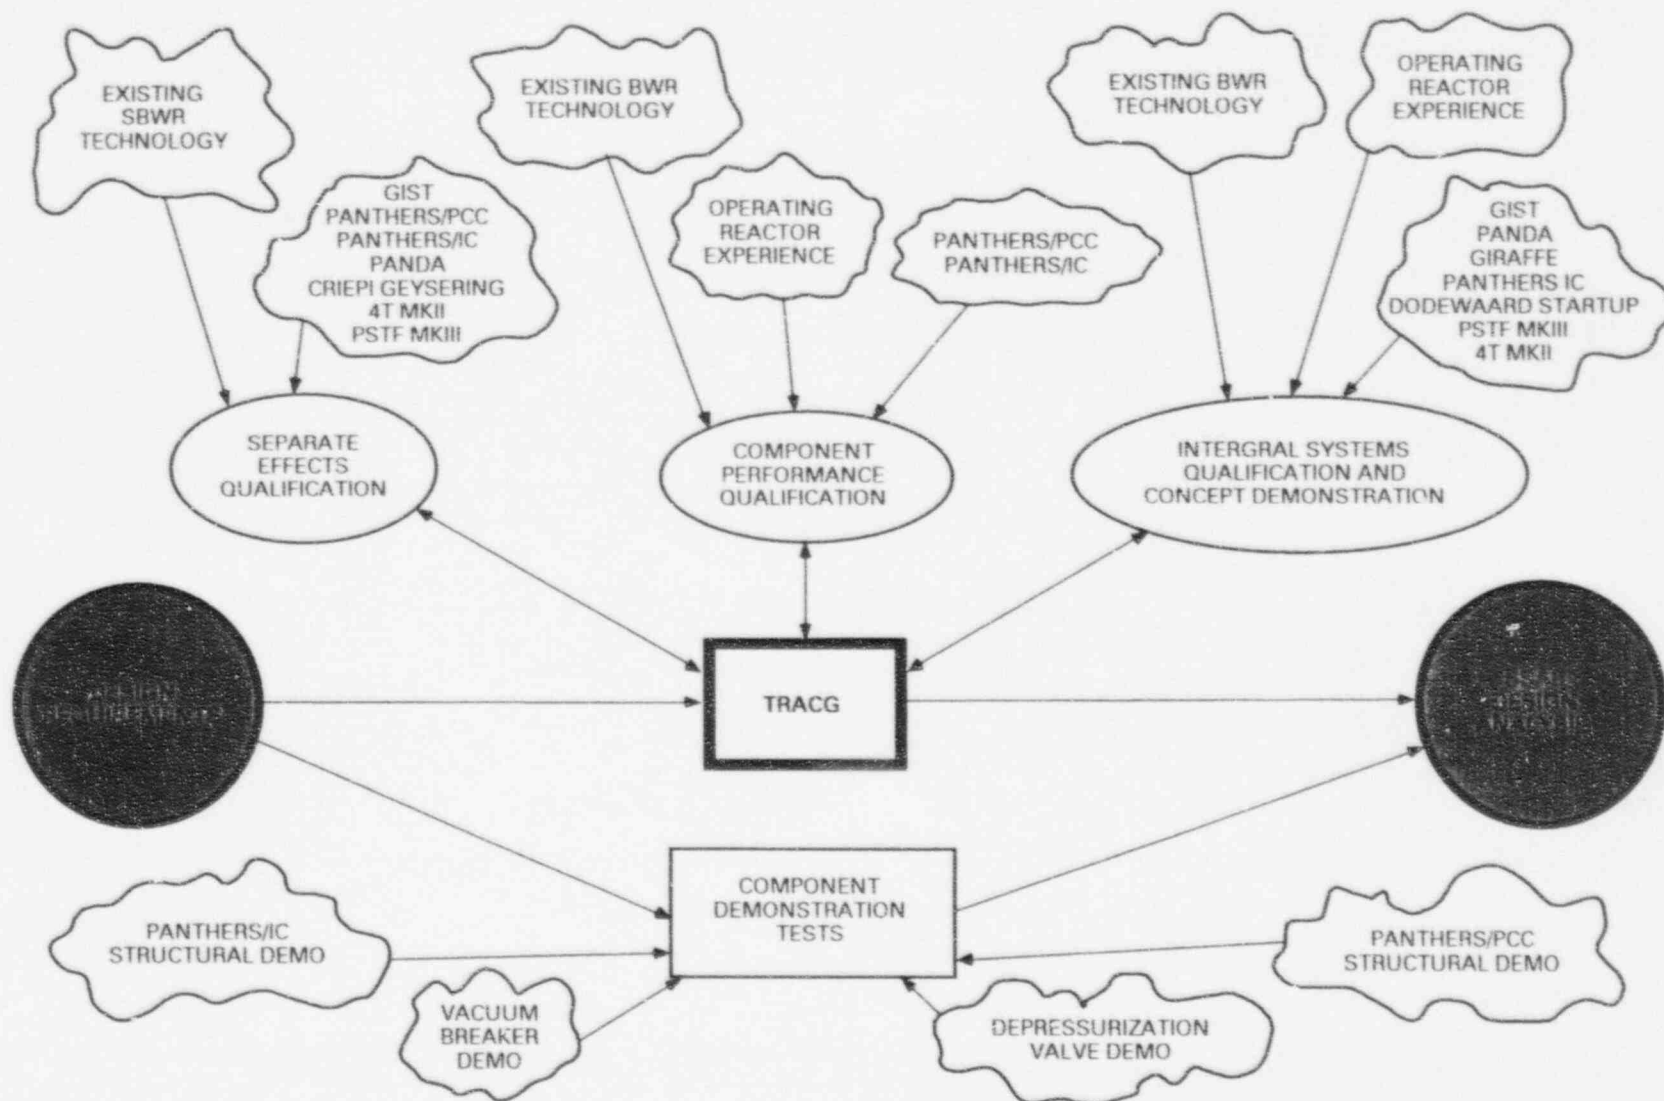 EXISTING
SBWR
TECHNOLOGY
GIST
PANTHERS/PCC
PANTHERS/IC
PANDA
CRIEPI GEYSERING
4T MKII
PSTF MKIII
EXISTING BWR
TECHNOLOGY
OPERATING
REACTOR
EXPERIENCE
PANTHERS/PCC
PANTHERS/IC
EXISTING BWR
TECHNOLOGY
OPERATING
REACTOR
EXPERIENCE
GIST
PANDA
GIRAFFE
PANTHERS IC
DODEWAARD STARTUP
PSTF MKIII
4T MKII
SEPARATE
EFFECTS
QUALIFICATION
COMPONENT
PERFORMANCE
QUALIFICATION
INTERGRAL SYSTEMS
QUALIFICATION AND
CONCEPT DEMONSTRATION
DESIGN
TRACG
DESIGN
COMPONENT
DEMONSTRATION
TESTS
PANTHERS/IC
STRUCTURAL DEMO
VACUUM
BREAKER
DEMO
DEPRESSURIZATION
VALVE DEMO
PANTHERS/PCC
STRUCTURAL DEMO